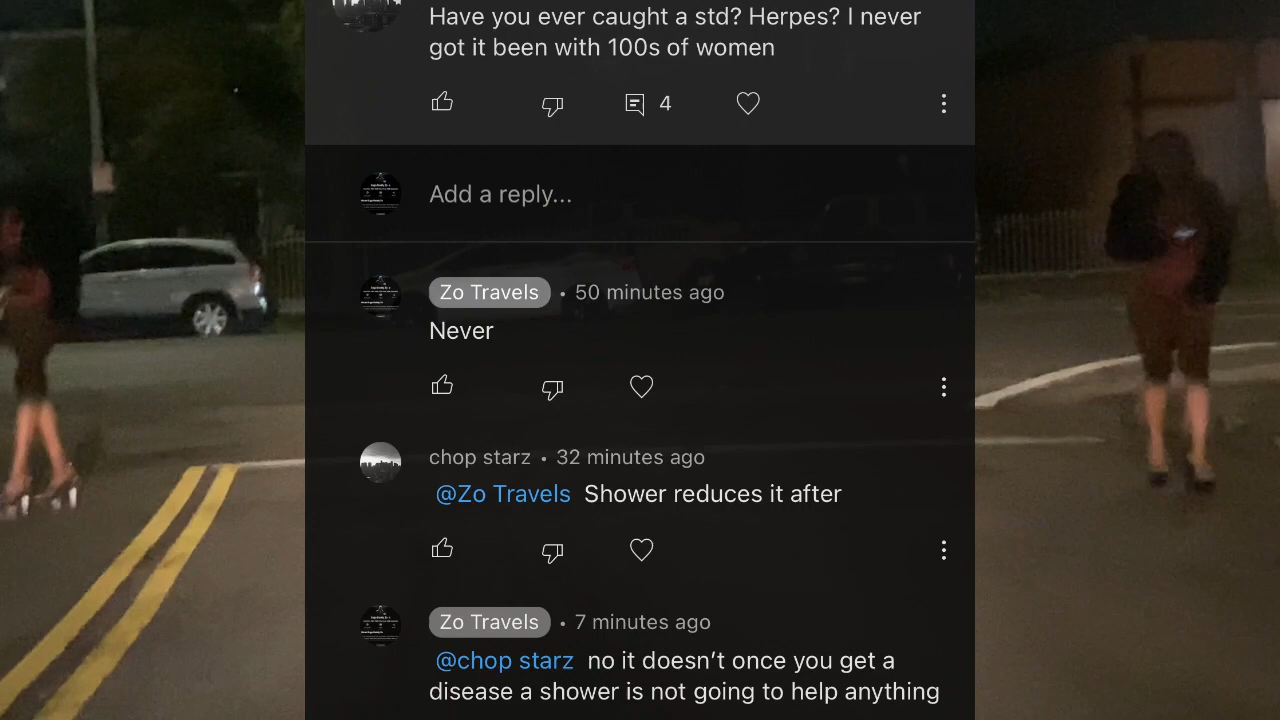 Have you ever caught a std? Herpes? I never
got it been with 100s of women
4
Add a reply...
Zo Travels • 50 minutes ago
Never
chop starz • 32 minutes ago
@Zo Travels Shower reduces it after
Zo Travels • 7 minutes ago
@chop starz no it doesn’t once you get a
disease a shower is not going to help anything